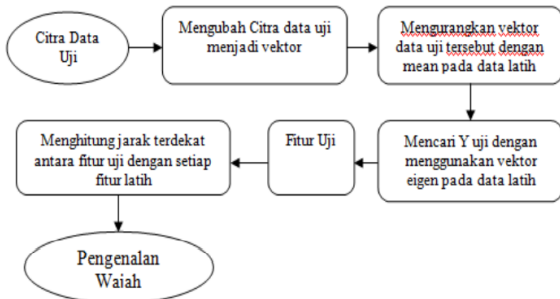 Citra Data
Uji
Mengubah Citra data uji
menjadi vektor
Mengurangkan vektor
data uji tersebut dengan
mean pada data latih
Mencari Y uji dengan
menggunakan vektor
eigen pada data latih
Fitur Uji
Menghitung jarak terdekat
antara fitur uji dengan setiap
fitur latih
Pengenalan
Waiah